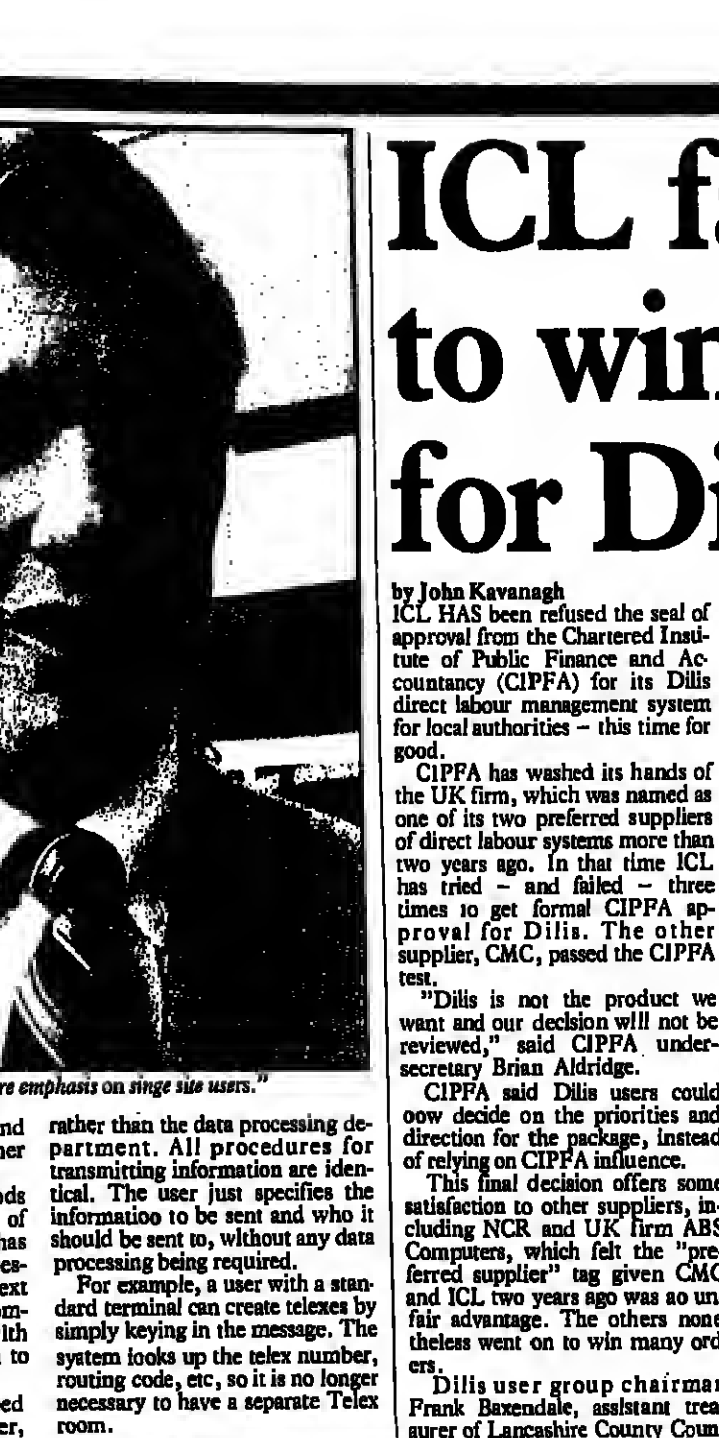 ICL fa
to win
for Di
by John Kavanagh
ICL HAS been refused the seal of
approval from the Chartered Insti-
tute of Public Finance and Ac-
countancy (CIPFA) for its Dilis
direct labour management system
for local authorities – this time for
good.
CIPFA has washed its hands of
the UK firm, which was named as
one of its two preferred suppliers
of direct labour systems more than
two years ago. In that time ICL
has tried – and failed – three
times to get formal CIPFA ap-
proval for Dilis. The other
supplier, CMC, passed the CIPFA
test.
"Dilis is not the product we
want and our decision will not be
reviewed," said CIPFA under-
secretary Brian Aldridge.
CIPFA said Dilis users could
oow decide on the priorities and
direction for the package, instead
of relying on CIPFA influence.
This final decision offers some
satisfaction to other suppliers, in-
cluding NCR and UK firm ABS
Computers, which felt the "pre
ferred supplier" tag given CMC
and ICL two years ago was ao un
fair advantage. The others none
theless went on to win many ord
ers.
Dilis user group chairman
Frank Baxendale, assistant trea
surer of Lancashire County Coun
re emphasis on singe site users."
nd
her
ods
of
has
es-
ext
om-
ith
to
ed
er,
rather than the data processing de-
partment. All procedures for
transmitting information are iden-
tical. The user just specifies the
informatioo to be sent and who it
should be sent to, without any data
processing being required.
For example, a user with a stan-
dard terminal can create telexes by
simply keying in the message. The
system looks up the telex number,
routing code, etc, so it is no longer
necessary to have a separate Telex
room.